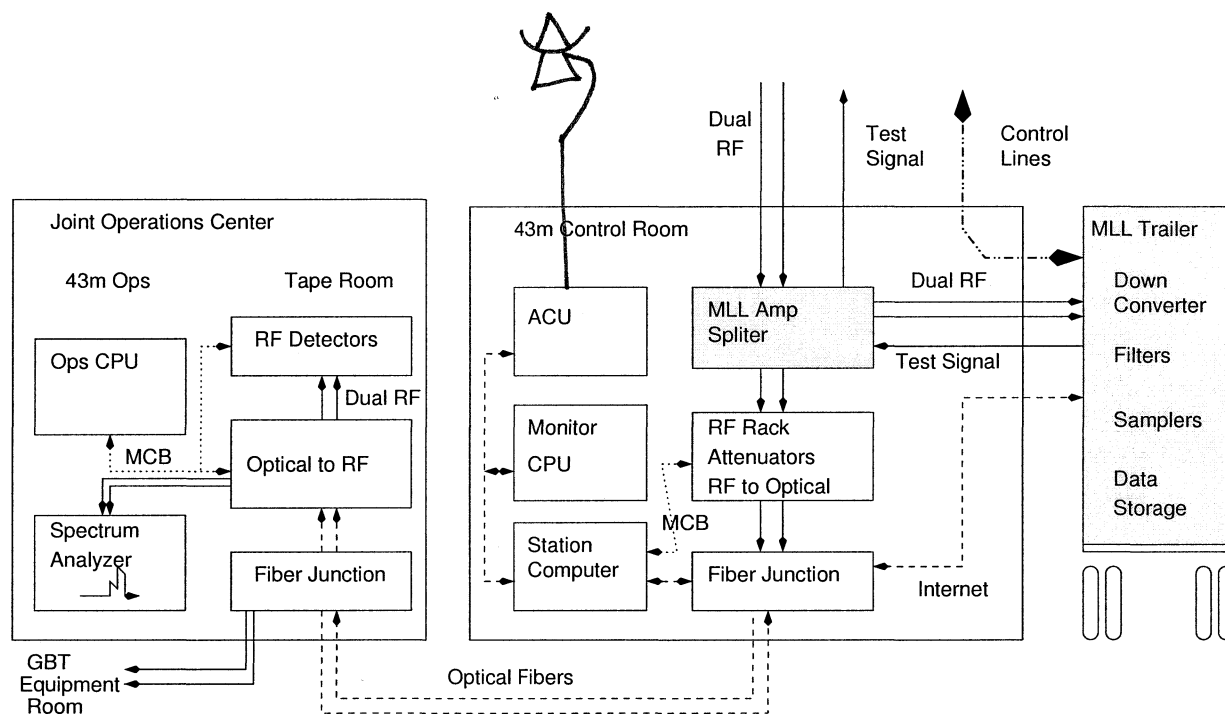 Dual
RF
Test
Signal
Control
Lines
Joint Operations Center
43m Ops
Tape Room
RF Detectors
Ops CPU
Dual RF
MCB
Optical to RF
Spectrum
Analyzer
Fiber Junction
GBT
Equipment
Room
43m Control Room
ACU
MLL Amp
Spliter
Monitor
CPU
RF Rack
Attenuators
RF to Optical
MCB
Station
Computer
Fiber Junction
Optical Fibers
Dual RF
Test Signal
Internet
MLL Trailer
Down
Converter
Filters
Samplers
Data
Storage